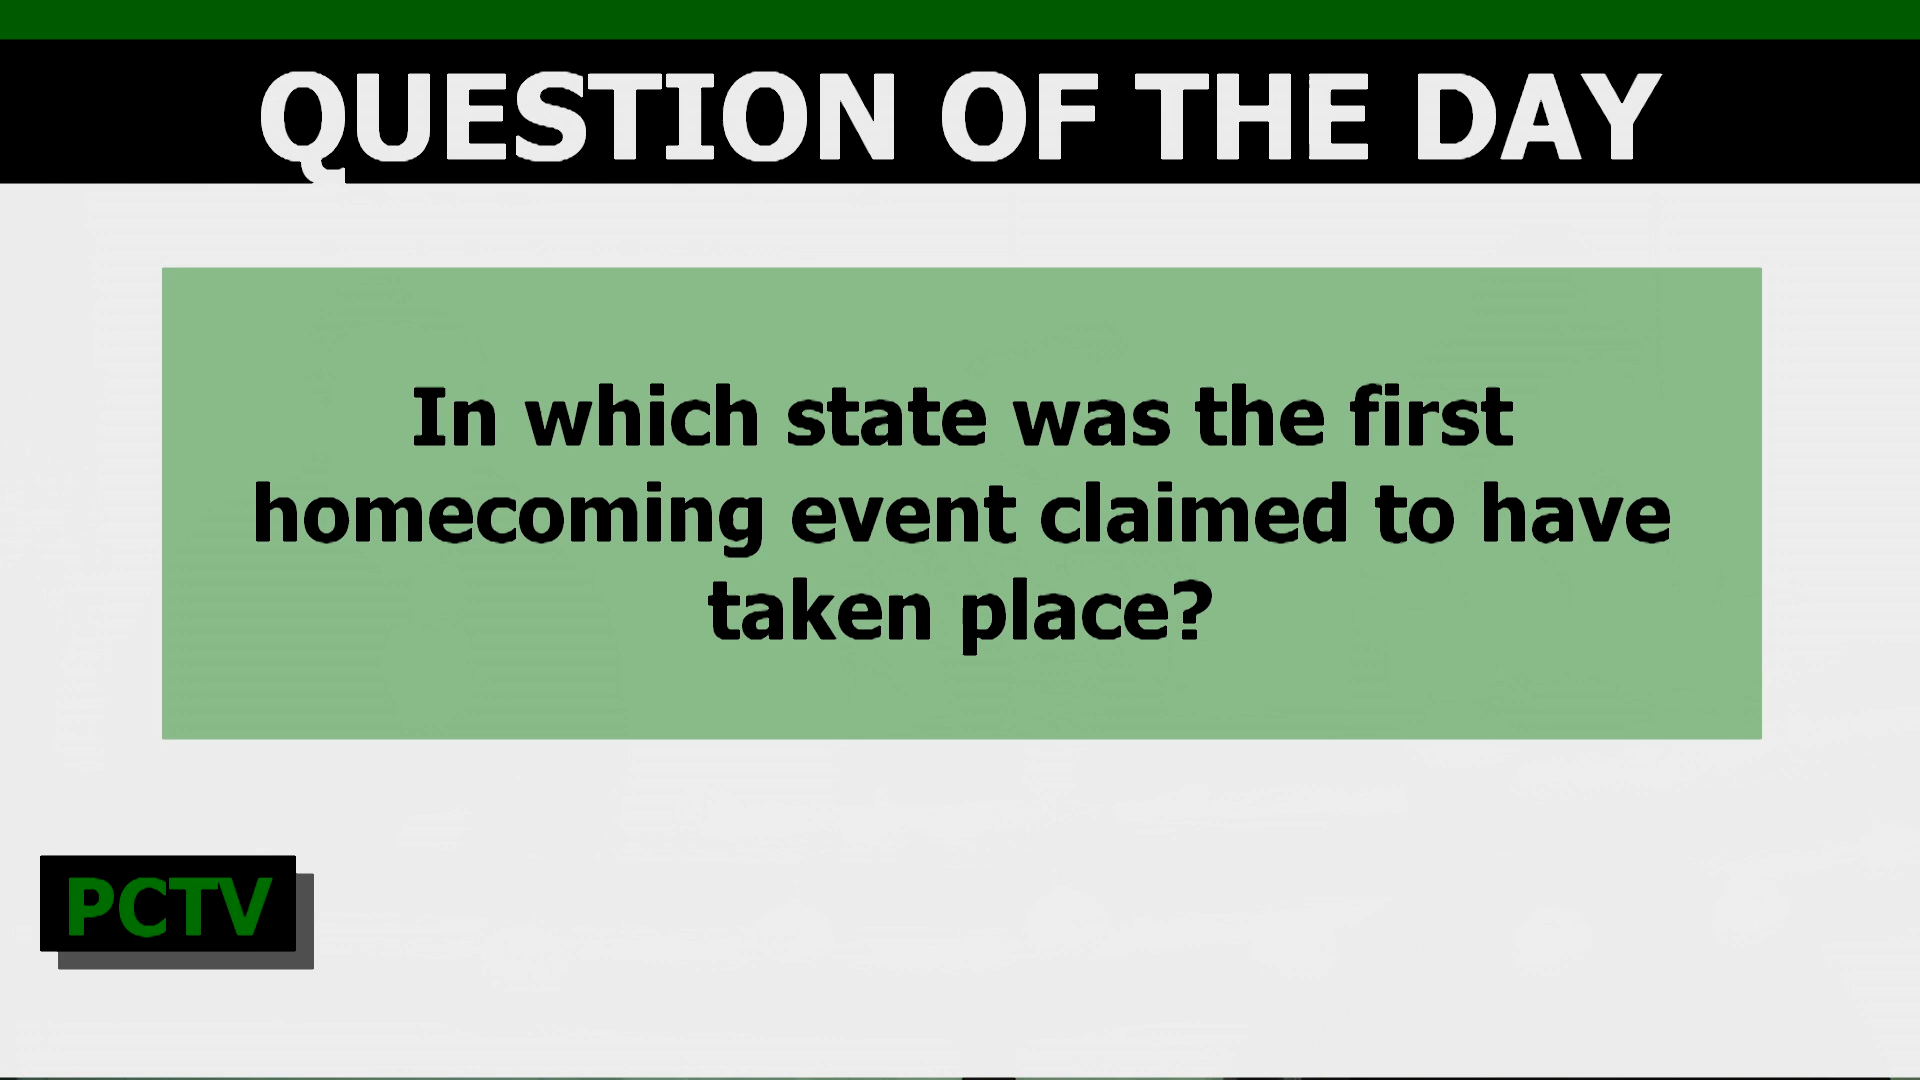 QUESTION OF THE DAY
In which state was the first
homecoming event claimed to have
taken place?
PCTV